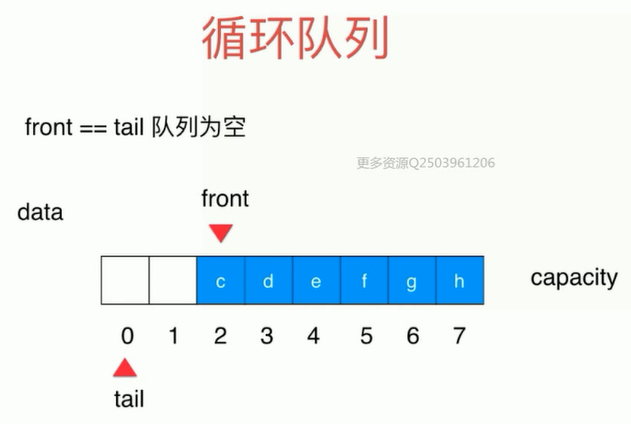 循环队列
front == tail 队列为空
更多资源Q2503961206
data
front
c d e f g h
capacity
0 1 2 3 4 5 6 7
tail